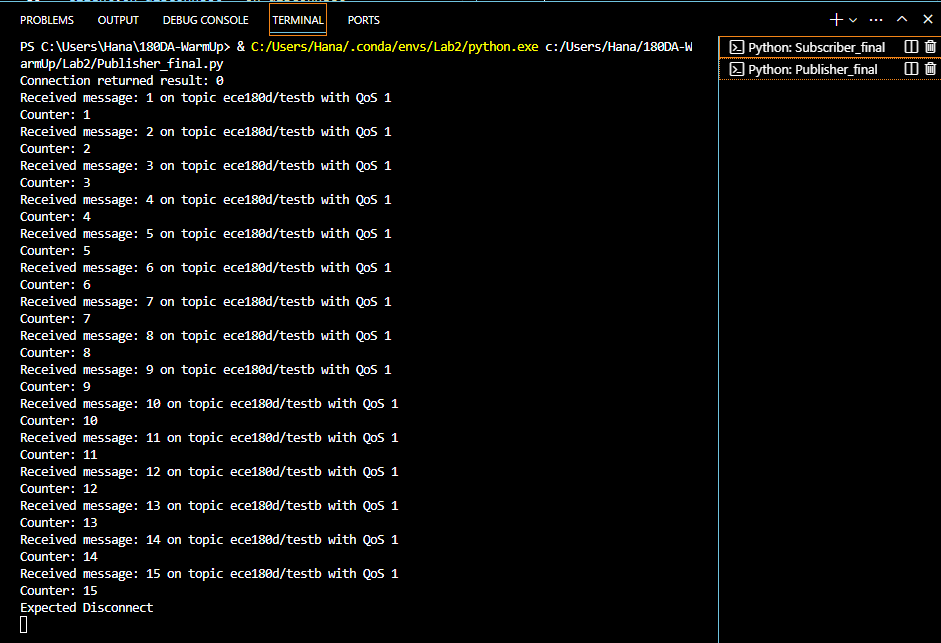 PROBLEMS OUTPUT DEBUG CONSOLE TERMINAL PORTS
PS C:\Users\Hana\180DA-WarmUp> & C:/Users/Hana/.conda/envs/Lab2/python.exe c:/Users/Hana/180DA-W
armUp/Lab2/Publisher_final.py
Connection returned result: 0
Received message: 1 on topic ece180d/testb with QoS 1
Counter: 1
Received message: 2 on topic ece180d/testb with QoS 1
Counter: 2
Received message: 3 on topic ece180d/testb with QoS 1
Counter: 3
Received message: 4 on topic ece180d/testb with QoS 1
Counter: 4
Received message: 5 on topic ece180d/testb with QoS 1
Counter: 5
Received message: 6 on topic ece180d/testb with QoS 1
Counter: 6
Received message: 7 on topic ece180d/testb with QoS 1
Counter: 7
Received message: 8 on topic ece180d/testb with QoS 1
Counter: 8
Received message: 9 on topic ece180d/testb with QoS 1
Counter: 9
Received message: 10 on topic ece180d/testb with QoS 1
Counter: 10
Received message: 11 on topic ece180d/testb with QoS 1
Counter: 11
Received message: 12 on topic ece180d/testb with QoS 1
Counter: 12
Received message: 13 on topic ece180d/testb with QoS 1
Counter: 13
Received message: 14 on topic ece180d/testb with QoS 1
Counter: 14
Received message: 15 on topic ece180d/testb with QoS 1
Counter: 15
Expected Disconnect
Python: Subscriber_final
Python: Publisher_final